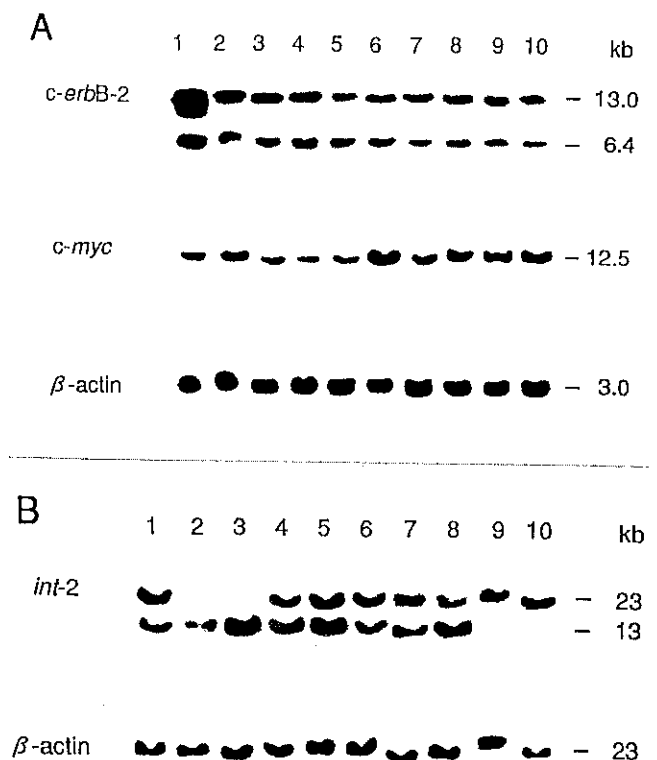 A
1 2 3 4 5 6 7 8 9 10 kb
c-erbB-2
– 13.0
– 6.4
c-myc – 12.5
β-actin – 3.0
B
1 2 3 4 5 6 7 8 9 10 kb
int-2 – 23
– 13
β-actin – 23